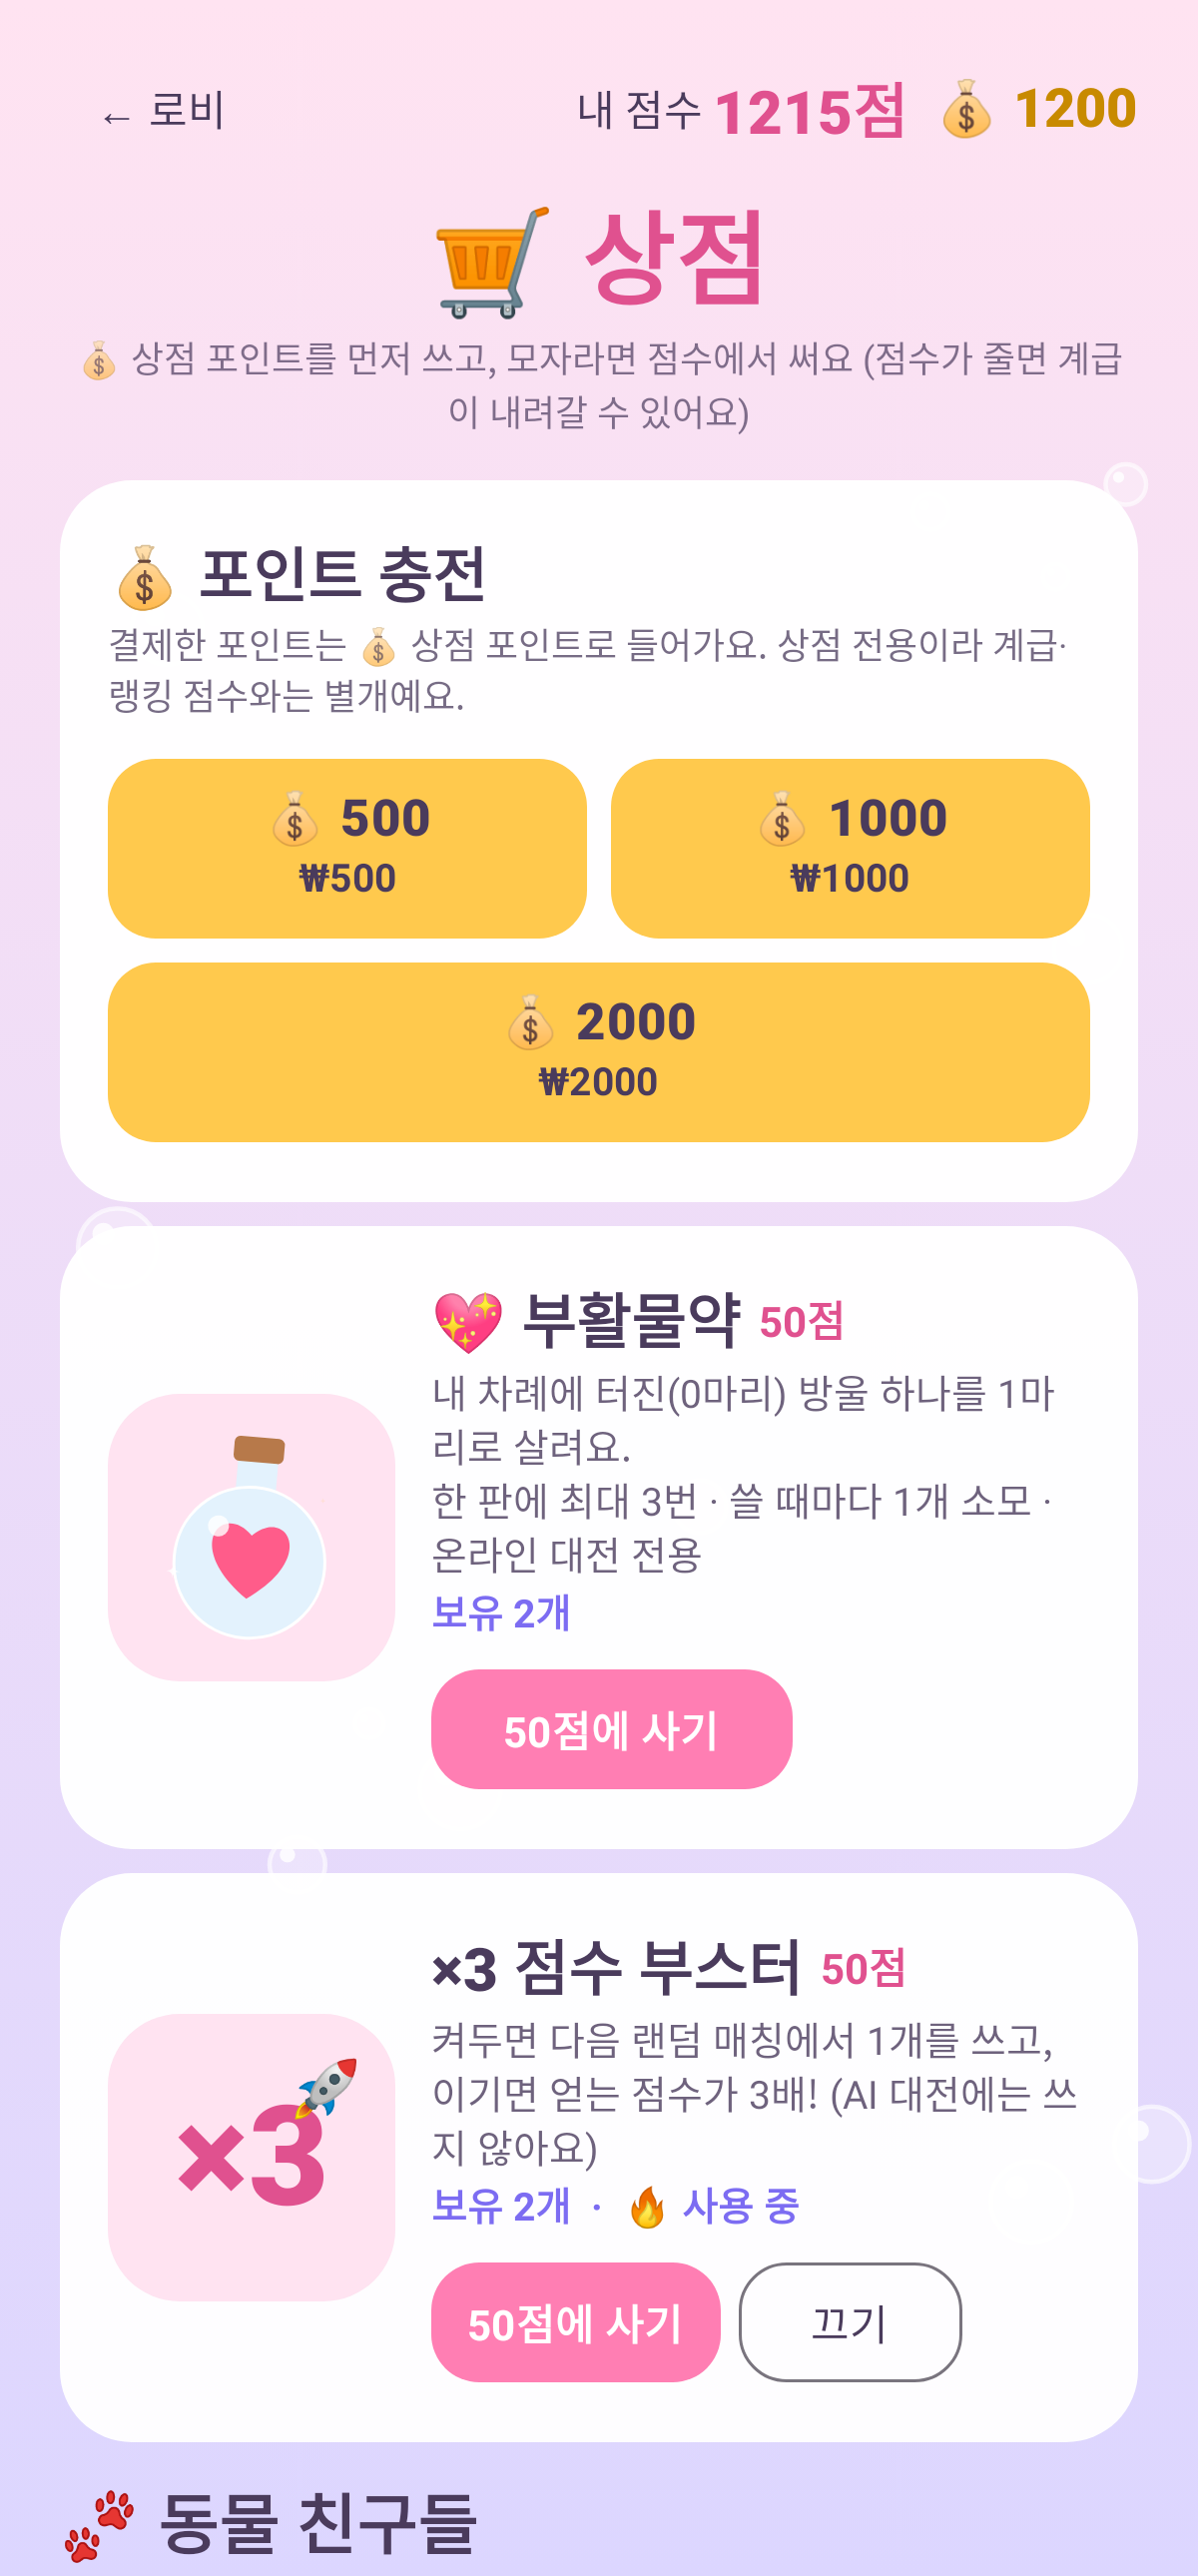 ← 로비
내 점수 1215점 💰 1200
🛒 상점
💰 상점 포인트를 먼저 쓰고, 모자라면 점수에서 써요 (점수가 줄면 계급
이 내려갈 수 있어요)
💰 포인트 충전
결제한 포인트는 💰 상점 포인트로 들어가요. 상점 전용이라 계급·
랭킹 점수와는 별개예요.
💰 500
₩500
💰 1000
₩1000
💰 2000
₩2000
💖 부활물약 50점
내 차례에 터진(0마리) 방울 하나를 1마
리로 살려요.
한 판에 최대 3번 · 쓸 때마다 1개 소모 ·
온라인 대전 전용
보유 2개
50점에 사기
×3 점수 부스터 50점
켜두면 다음 랜덤 매칭에서 1개를 쓰고,
이기면 얻는 점수가 3배! (AI 대전에는 쓰
지 않아요)
×3🚀
보유 2개 · 🔥 사용 중
50점에 사기
끄기
🐾 동물 친구들